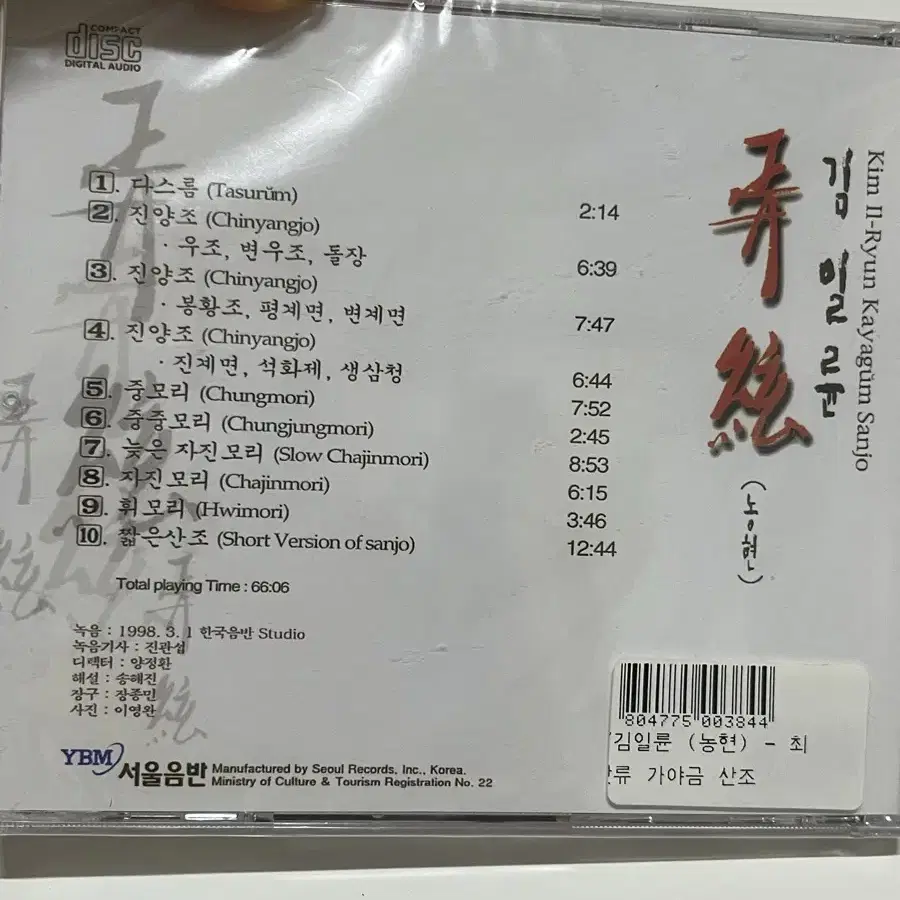 COMPACT
disc
DIGITAL AUDIO
1. 다스름 (Tasurŭm) 2:14
2. 진양조 (Chinyangjo)
· 우조, 변우조, 돌장 6:39
3. 진양조 (Chinyangjo)
· 봉황조, 평계면, 변계면 7:47
4. 진양조 (Chinyangjo)
· 진계면, 석화제, 생삼청 6:44
5. 중모리 (Chungmori) 7:52
6. 중중모리 (Chungjungmori) 2:45
7. 늦은 자진모리 (Slow Chajinmori) 8:53
8. 자진모리 (Chajinmori) 6:15
9. 휘모리 (Hwimori) 3:46
10. 짧은산조 (Short Version of sanjo) 12:44
Total playing Time : 66:06
녹음 : 1998. 3. 1 한국음반 Studio
녹음기사 : 진관섭
디렉터 : 양정환
해설 : 송혜진
장구 : 장종민
사진 : 이영완
YBM 서울음반
Manufactured by Seoul Records, Inc., Korea.
Ministry of Culture & Tourism Registration No. 22
弄絃
(농현)
김일륜
Kim Il-Ryun Kayagŭm Sanjo
804775 003844
/김일륜 (농현) - 최
류 가야금 산조
弄絃
弄絃